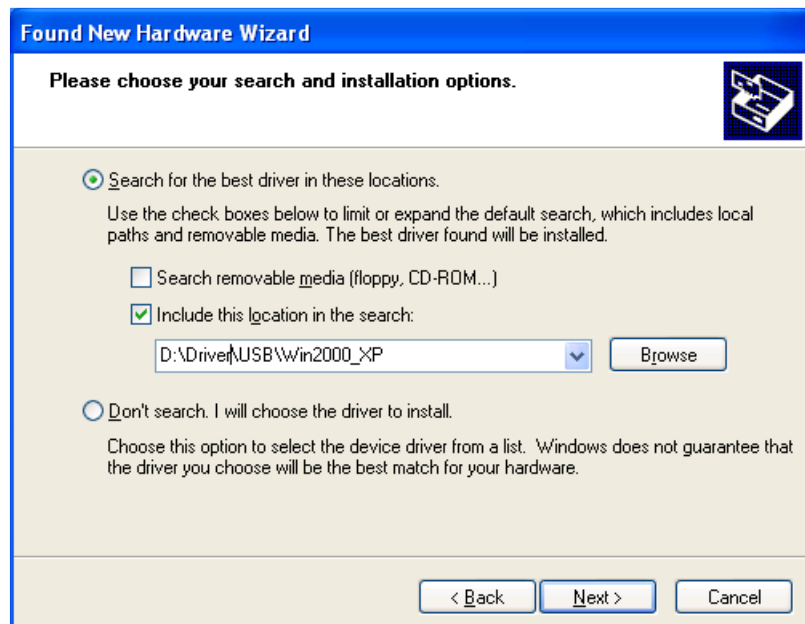 Found New Hardware Wizard
Please choose your search and installation options.
Search for the best driver in these locations.
Use the check boxes below to limit or expand the default search, which includes local
paths and removable media. The best driver found will be installed.
Search removable media (floppy, CD-ROM...)
Include this location in the search:
D:\Driver\USB\Win2000_XP
Browse
Don't search. I will choose the driver to install.
Choose this option to select the device driver from a list. Windows does not guarantee that
the driver you choose will be the best match for your hardware.
< Back
Next >
Cancel